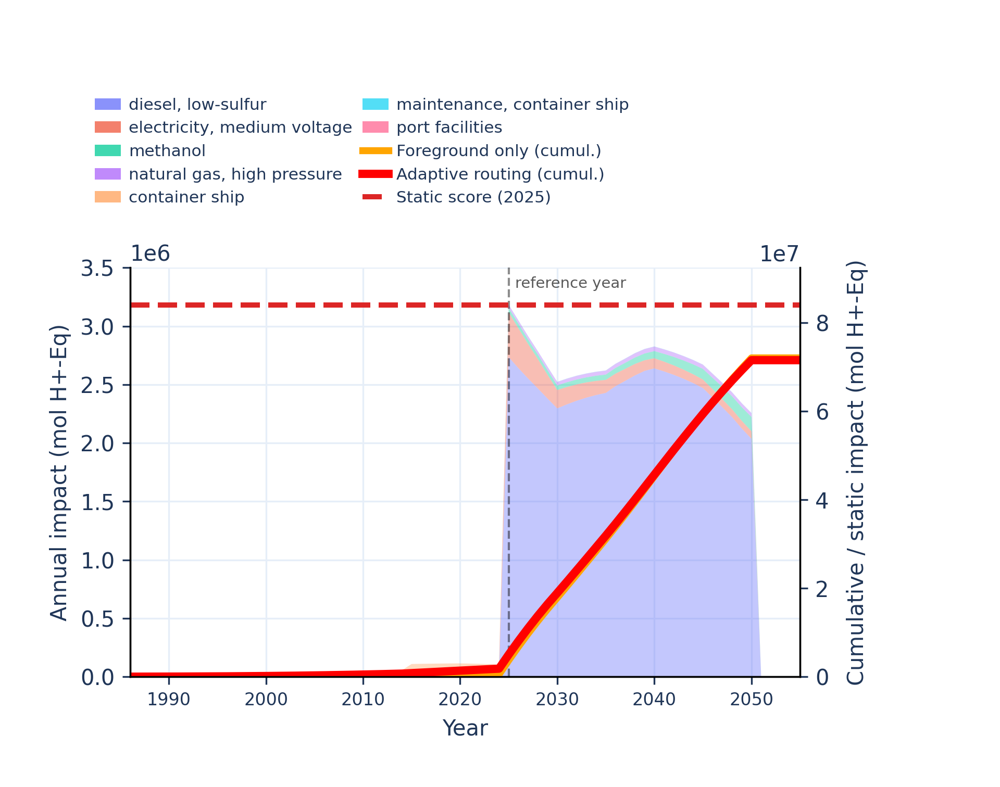 diesel, low-sulfur
electricity, medium voltage
methanol
natural gas, high pressure
container ship
maintenance, container ship
port facilities
Foreground only (cumul.)
Adaptive routing (cumul.)
Static score (2025)
1e6
1e7
reference year
3.5
3.0
2.5
2.0
1.5
1.0
0.5
0.0
Annual impact (mol H+-Eq)
8
6
4
2
0
Cumulative / static impact (mol H+-Eq)
1990
2000
2010
2020
2030
2040
2050
Year